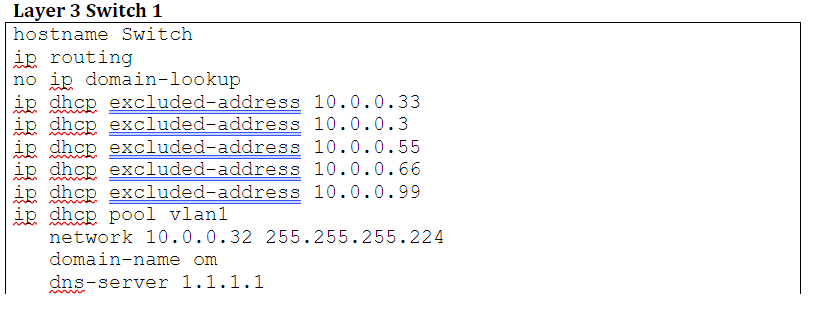 Layer 3 Switch 1
hostname Switch
ip routing
no ip domain-lookup
ip dhcp excluded-address 10.0.0.33
ip dhcp excluded-address 10.0.0.3
ip dhcp excluded-address 10.0.0.55
ip dhcp excluded-address 10.0.0.66
ip dhcp excluded-address 10.0.0.99
ip dhcp pool vlan1
   network 10.0.0.32 255.255.255.224
   domain-name om
   dns-server 1.1.1.1